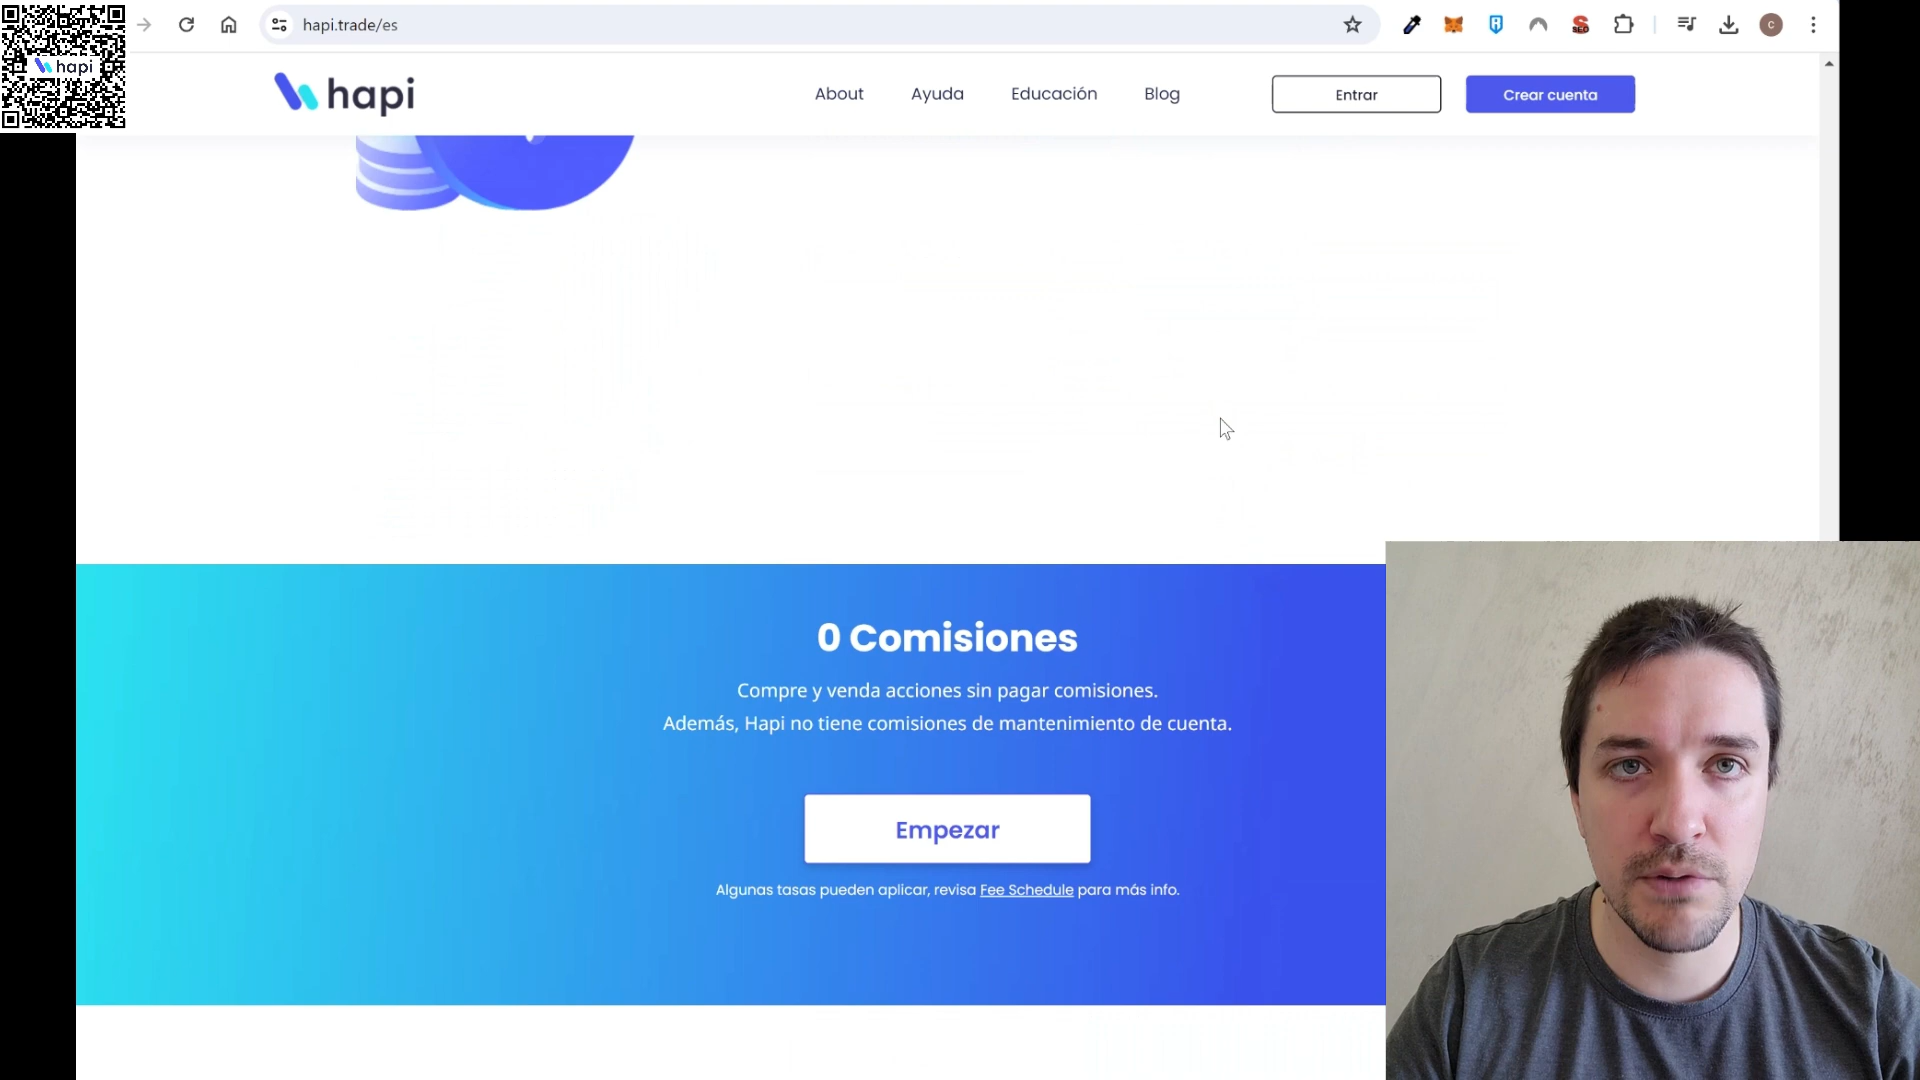 hapi.trade/es
SEO
C
hapi
hapi
About
Ayuda
Educación
Blog
Entrar
Crear cuenta
0 Comisiones
Compre y venda acciones sin pagar comisiones.
Además, Hapi no tiene comisiones de mantenimiento de cuenta.
Empezar
Algunas tasas pueden aplicar, revisa Fee Schedule para más info.